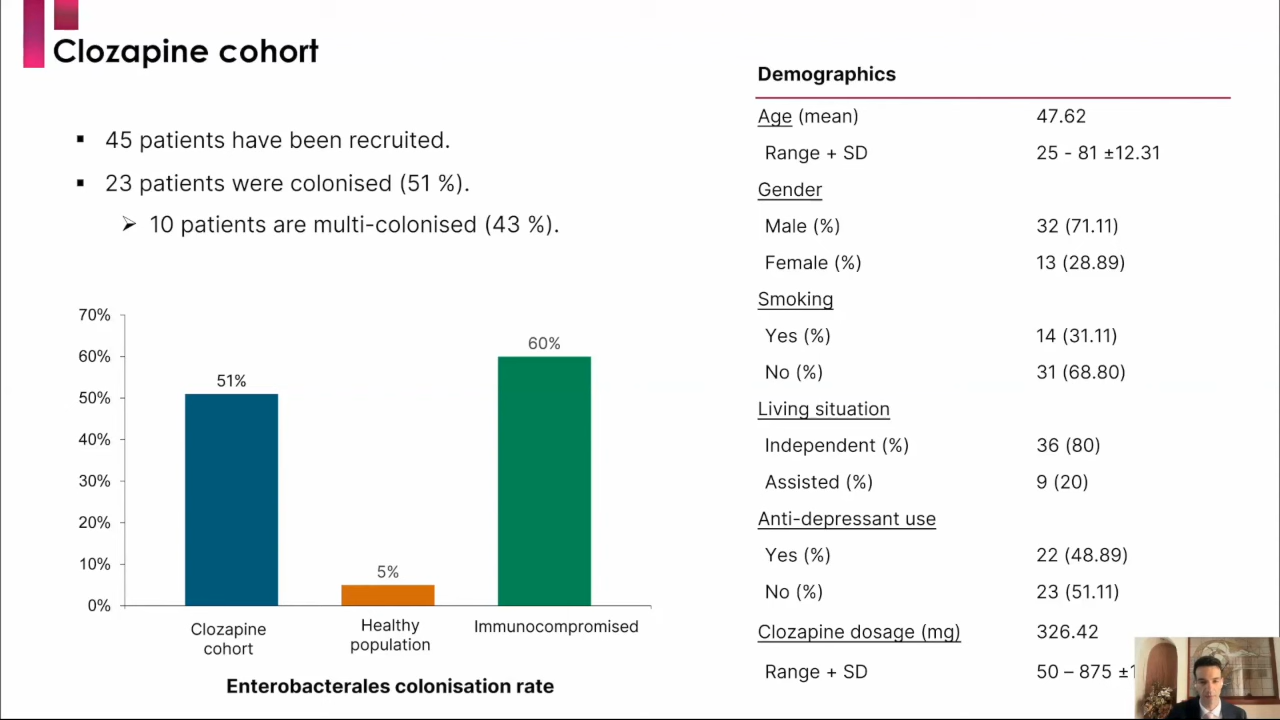 Clozapine cohort
▪ 45 patients have been recruited.
▪ 23 patients were colonised (51 %).
➢ 10 patients are multi-colonised (43 %).
70%
60%
50%
40%
30%
20%
10%
0%
51%
5%
60%
Clozapine
cohort
Healthy
population
Immunocompromised
Enterobacterales colonisation rate
Demographics
Age (mean) 47.62
Range + SD 25 - 81 ±12.31
Gender
Male (%) 32 (71.11)
Female (%) 13 (28.89)
Smoking
Yes (%) 14 (31.11)
No (%) 31 (68.80)
Living situation
Independent (%) 36 (80)
Assisted (%) 9 (20)
Anti-depressant use
Yes (%) 22 (48.89)
No (%) 23 (51.11)
Clozapine dosage (mg) 326.42
Range + SD 50 – 875